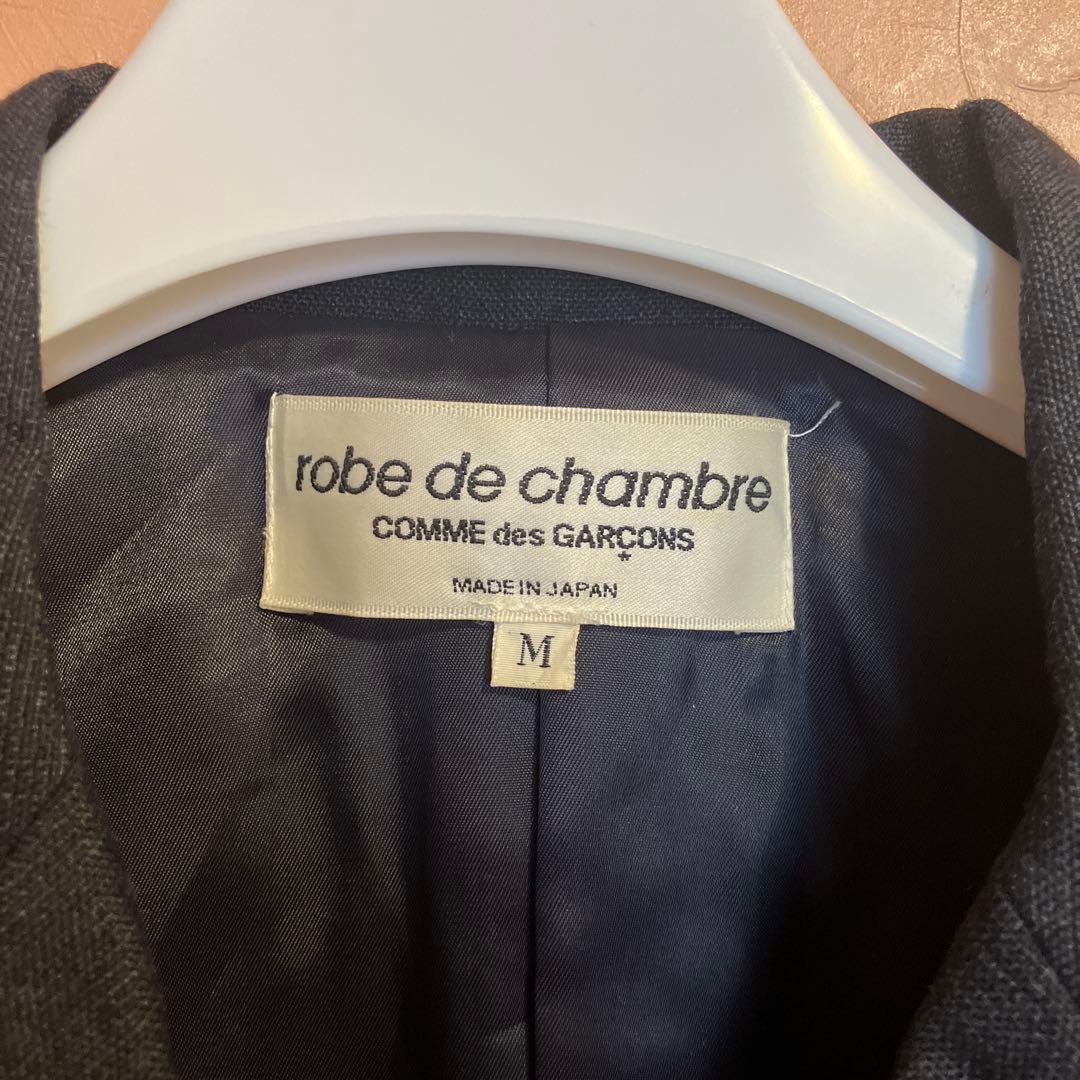 robe de chambre
COMME des GARÇONS
*
MADE IN JAPAN
M